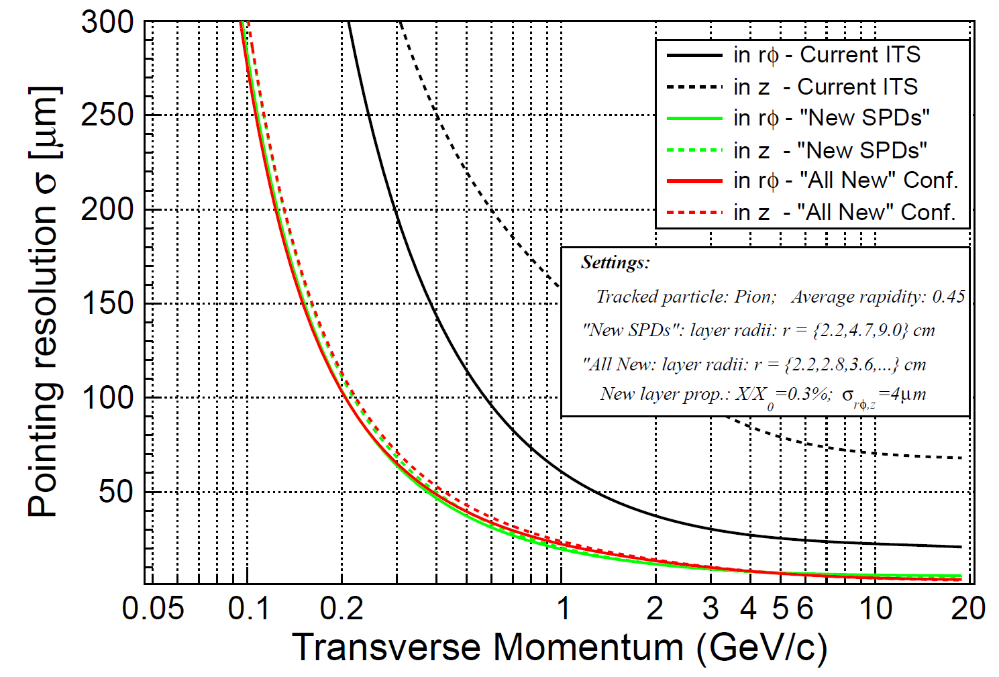 Pointing resolution σ [μm]
300
250
200
150
100
50
in rϕ - Current ITS
in z - Current ITS
in rϕ - "New SPDs"
in z - "New SPDs"
in rϕ - "All New" Conf.
in z - "All New" Conf.
Settings:
Tracked particle: Pion; Average rapidity: 0.45
"New SPDs": layer radii: r = {2.2,4.7,9.0} cm
"All New: layer radii: r = {2.2,2.8,3.6,...} cm
New layer prop.: X/X0=0.3%; σrϕ,z=4μm
0.05 0.1 0.2 1 2 3 4 5 6 10 20
Transverse Momentum (GeV/c)